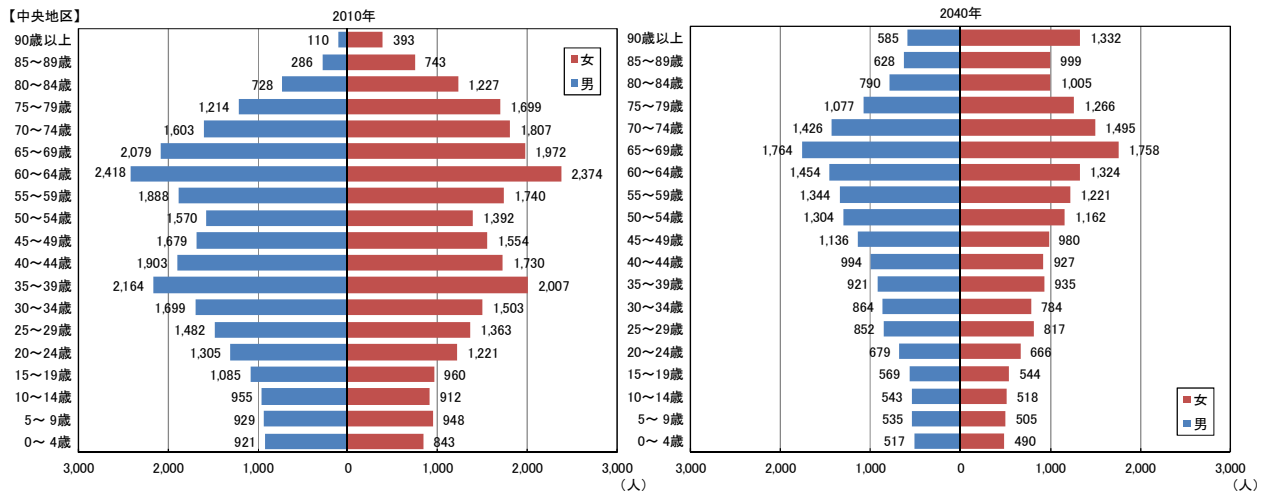 【中央地区】
2010年
90歳以上 110 393
85～89歳 286 743
80～84歳 728 1,227
75～79歳 1,214 1,699
70～74歳 1,603 1,807
65～69歳 2,079 1,972
60～64歳 2,418 2,374
55～59歳 1,888 1,740
50～54歳 1,570 1,392
45～49歳 1,679 1,554
40～44歳 1,903 1,730
35～39歳 2,164 2,007
30～34歳 1,699 1,503
25～29歳 1,482 1,363
20～24歳 1,305 1,221
15～19歳 1,085 960
10～14歳 955 912
5～ 9歳 929 948
0～ 4歳 921 843
3,000 2,000 1,000 0 1,000 2,000 3,000
（人）
女
男
2040年
90歳以上 585 1,332
85～89歳 628 999
80～84歳 790 1,005
75～79歳 1,077 1,266
70～74歳 1,426 1,495
65～69歳 1,764 1,758
60～64歳 1,454 1,324
55～59歳 1,344 1,221
50～54歳 1,304 1,162
45～49歳 1,136 980
40～44歳 994 927
35～39歳 921 935
30～34歳 864 784
25～29歳 852 817
20～24歳 679 666
15～19歳 569 544
10～14歳 543 518
5～ 9歳 535 505
0～ 4歳 517 490
3,000 2,000 1,000 0 1,000 2,000 3,000
（人）
女
男